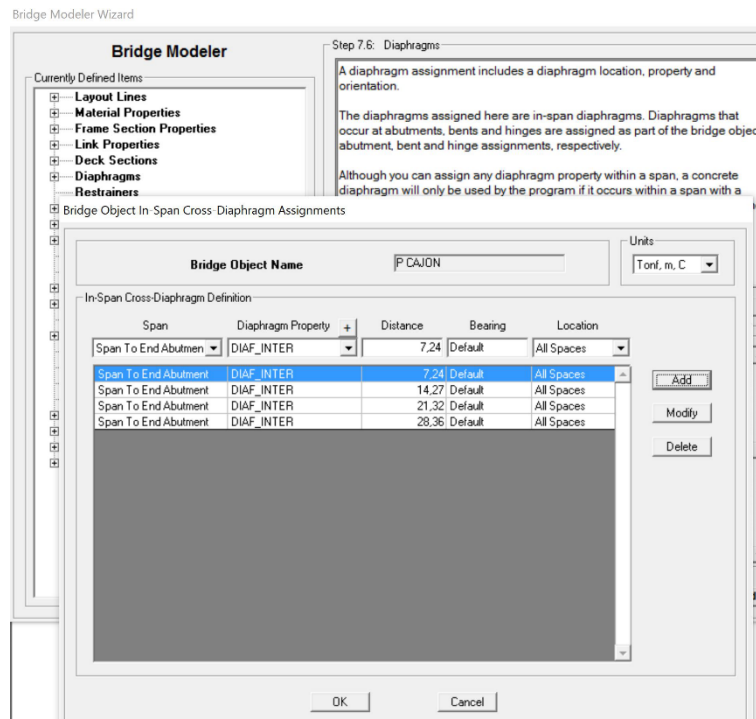 Bridge Modeler Wizard
Bridge Modeler
Currently Defined Items
Layout Lines
Material Properties
Frame Section Properties
Link Properties
Deck Sections
Diaphragms
Restrainers
Step 7.6: Diaphragms
A diaphragm assignment includes a diaphragm location, property and
orientation.
The diaphragms assigned here are in-span diaphragms. Diaphragms that
occur at abutments, bents and hinges are assigned as part of the bridge objec
abutment, bent and hinge assignments, respectively.
Although you can assign any diaphragm property within a span, a concrete
diaphragm will only be used by the program if it occurs within a span with a
Bridge Object In-Span Cross-Diaphragm Assignments
Bridge Object Name
P CAJON
Units
Tonf, m, C
In-Span Cross-Diaphragm Definition
Span Diaphragm Property + Distance Bearing Location
Span To End Abutmen DIAF_INTER 7,24 Default All Spaces
Span To End Abutment DIAF_INTER 7,24 Default All Spaces
Span To End Abutment DIAF_INTER 14,27 Default All Spaces
Span To End Abutment DIAF_INTER 21,32 Default All Spaces
Span To End Abutment DIAF_INTER 28,36 Default All Spaces
Add
Modify
Delete
OK Cancel